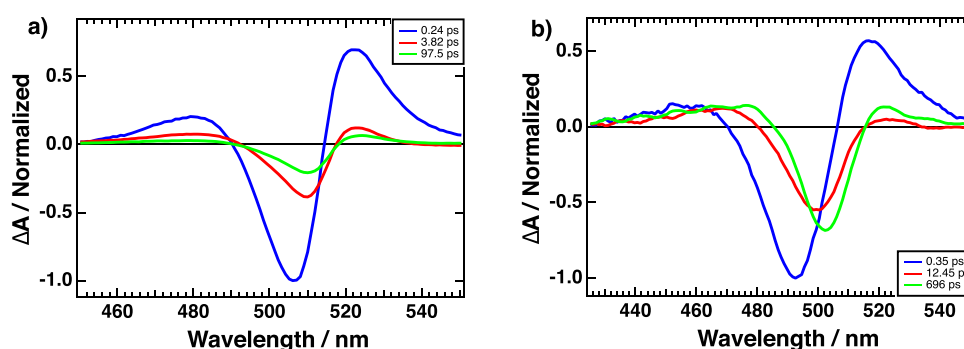 a)
0.24 ps
3.82 ps
97.5 ps
ΔA / Normalized
0.5
0.0
-0.5
-1.0
460 480 500 520 540
Wavelength / nm
b)
0.35 ps
12.45 p
696 ps
ΔA / Normalized
0.5
0.0
-0.5
-1.0
440 460 480 500 520 540
Wavelength / nm